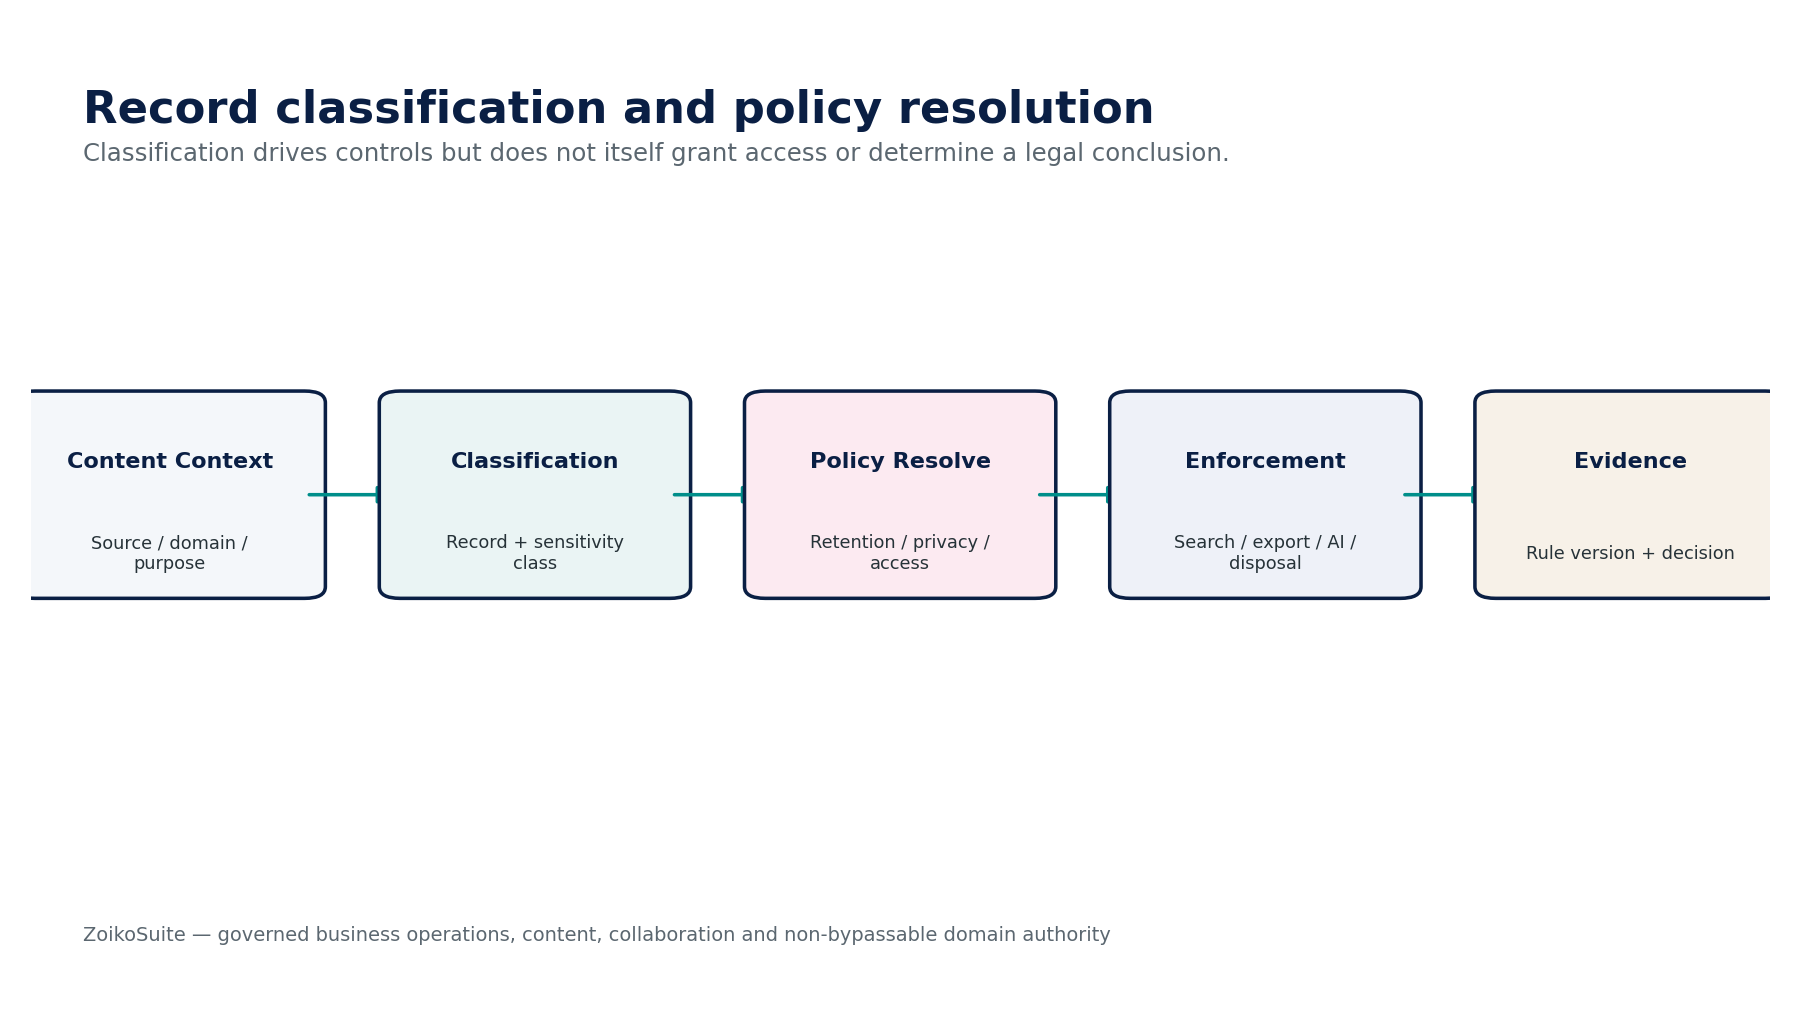 Record classification and policy resolution
Classification drives controls but does not itself grant access or determine a legal conclusion.
Content Context
Source / domain /
purpose
Classification
Record + sensitivity
class
Policy Resolve
Retention / privacy /
access
Enforcement
Search / export / AI /
disposal
Evidence
Rule version + decision
ZoikoSuite — governed business operations, content, collaboration and non-bypassable domain authority